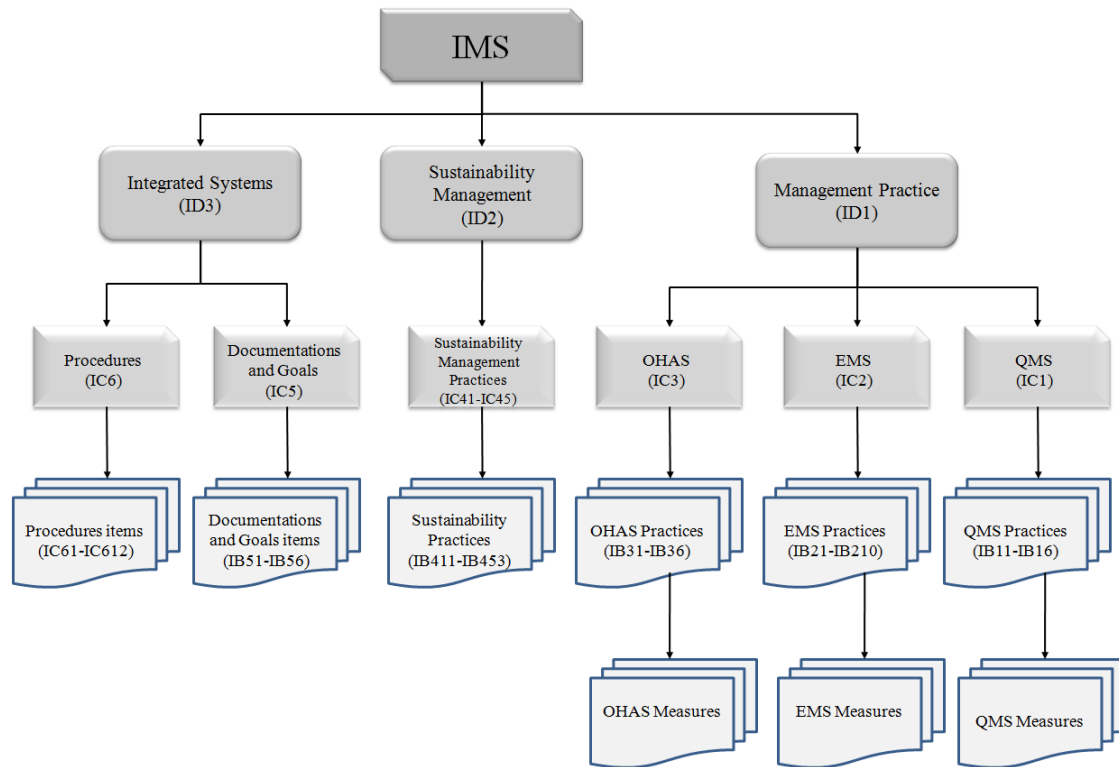 IMS
Integrated Systems
(ID3)
Sustainability
Management
(ID2)
Management Practice
(ID1)
Procedures
(IC6)
Documentations
and Goals
(IC5)
Sustainability
Management
Practices
(IC41-IC45)
OHAS
(IC3)
EMS
(IC2)
QMS
(IC1)
Procedures items
(IC61-IC612)
Documentations
and Goals items
(IB51-IB56)
Sustainability
Practices
(IB411-IB453)
OHAS Practices
(IB31-IB36)
EMS Practices
(IB21-IB210)
QMS Practices
(IB11-IB16)
OHAS Measures
EMS Measures
QMS Measures